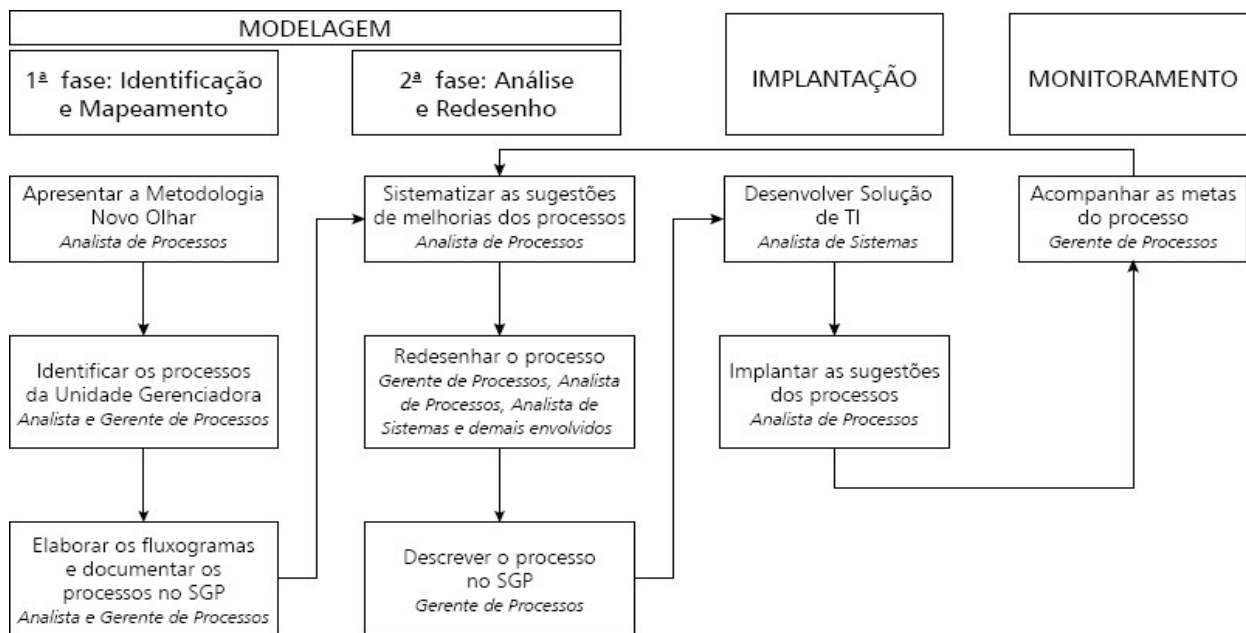 MODELAGEM
1ª fase: Identificação
e Mapeamento
2ª fase: Análise
e Redesenho
IMPLANTAÇÃO
MONITORAMENTO
Apresentar a Metodologia
Novo Olhar
Analista de Processos
Identificar os processos
da Unidade Gerenciadora
Analista e Gerente de Processos
Elaborar os fluxogramas
e documentar os
processos no SGP
Analista e Gerente de Processos
Sistematizar as sugestões
de melhorias dos processos
Analista de Processos
Redesenhar o processo
Gerente de Processos, Analista
de Processos, Analista de
Sistemas e demais envolvidos
Descrever o processo
no SGP
Gerente de Processos
Desenvolver Solução
de TI
Analista de Sistemas
Implantar as sugestões
dos processos
Analista de Processos
Acompanhar as metas
do processo
Gerente de Processos